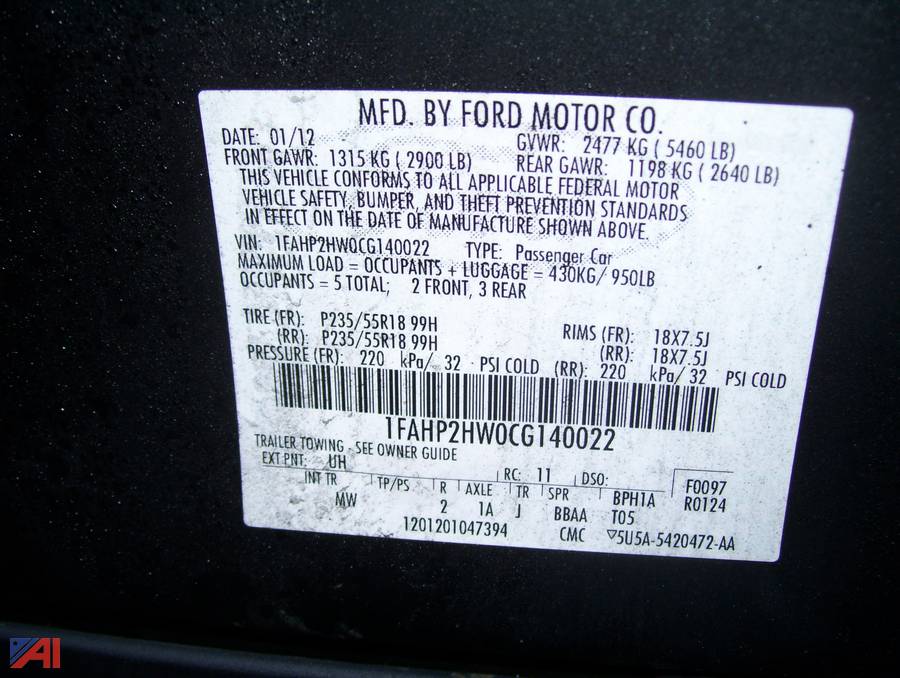 MFD. BY FORD MOTOR CO.
DATE: 01/12 GVWR: 2477 KG ( 5460 LB)
FRONT GAWR: 1315 KG ( 2900 LB) REAR GAWR: 1198 KG ( 2640 LB)
THIS VEHICLE CONFORMS TO ALL APPLICABLE FEDERAL MOTOR
VEHICLE SAFETY, BUMPER, AND THEFT PREVENTION STANDARDS
IN EFFECT ON THE DATE OF MANUFACTURE SHOWN ABOVE.
VIN: 1FAHP2HW0CG140022 TYPE: Passenger Car
MAXIMUM LOAD = OCCUPANTS + LUGGAGE = 430KG/ 950LB
OCCUPANTS = 5 TOTAL; 2 FRONT, 3 REAR
TIRE (FR): P235/55R18 99H RIMS (FR): 18X7.5J
(RR): P235/55R18 99H (RR): 18X7.5J
PRESSURE (FR): 220 kPa/ 32 PSI COLD (RR): 220 kPa/ 32 PSI COLD
1FAHP2HW0CG140022
TRAILER TOWING - SEE OWNER GUIDE
EXT PNT: UH RC: 11 DSO: F0097
INT TR TP/PS R AXLE TR SPR BPH1A R0124
MW 2 1A J BBAA T05
1201201047394 CMC ▽5U5A-5420472-AA
AI